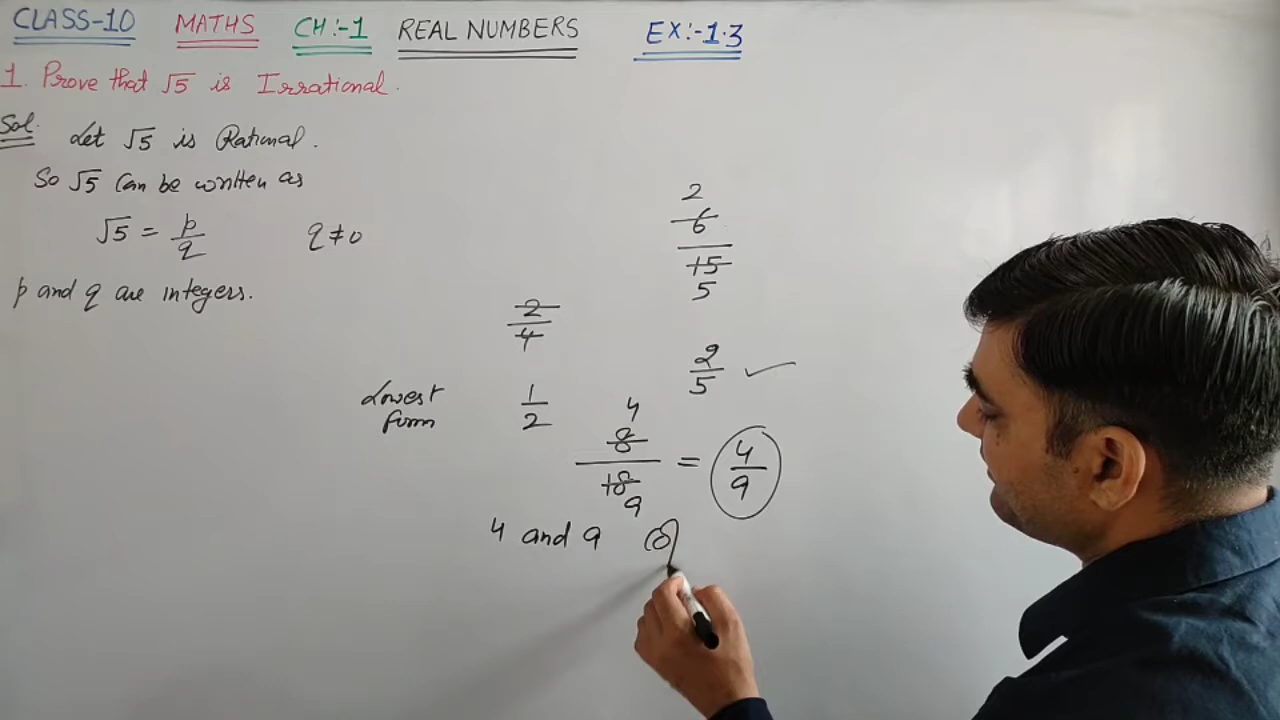 CLASS-10 MATHS CH:-1 REAL NUMBERS EX:-1.3
1. Prove that √5 is Irrational.
Sol. Let √5 is Rational.
So √5 can be written as
√5 = p/q q≠0
p and q are integers.
2
6
15
5
2/4
2/5 ✓
Lowest form
1/2
4
8/18 = 4/9
9
4 and 9